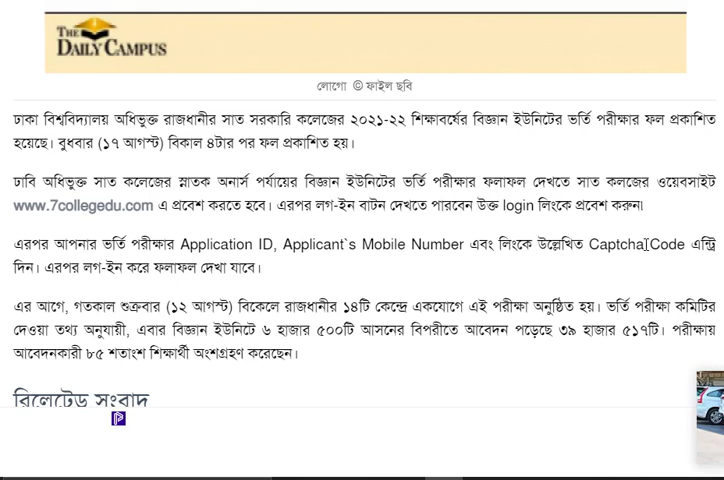 THE
DAILY CAMPUS
লোগো © ফাইল ছবি
ঢাকা বিশ্ববিদ্যালয় অধিভুক্ত রাজধানীর সাত সরকারি কলেজের ২০২১-২২ শিক্ষাবর্ষের বিজ্ঞান ইউনিটের ভর্তি পরীক্ষার ফল প্রকাশিত
হয়েছে। বুধবার (১৭ আগস্ট) বিকাল ৪টার পর ফল প্রকাশিত হয়।
ঢাবি অধিভুক্ত সাত কলেজের স্নাতক অনার্স পর্যায়ের বিজ্ঞান ইউনিটের ভর্তি পরীক্ষার ফলাফল দেখতে সাত কলজের ওয়েবসাইট
www.7collegedu.com এ প্রবেশ করতে হবে। এরপর লগ-ইন বাটন দেখতে পারবেন উক্ত login লিংকে প্রবেশ করুন৷
এরপর আপনার ভর্তি পরীক্ষার Application ID, Applicant`s Mobile Number এবং লিংকে উল্লেখিত Captcha Code এন্ট্রি
দিন। এরপর লগ-ইন করে ফলাফল দেখা যাবে।
এর আগে, গতকাল শুক্রবার (১২ আগস্ট) বিকেলে রাজধানীর ১৪টি কেন্দ্রে একযোগে এই পরীক্ষা অনুষ্ঠিত হয়। ভর্তি পরীক্ষা কমিটির
দেওয়া তথ্য অনুযায়ী, এবার বিজ্ঞান ইউনিটে ৬ হাজার ৫০০টি আসনের বিপরীতে আবেদন পড়েছে ৩৯ হাজার ৫১৭টি। পরীক্ষায়
আবেদনকারী ৮৫ শতাংশ শিক্ষার্থী অংশগ্রহণ করেছেন।
রিলেটেড সংবাদ